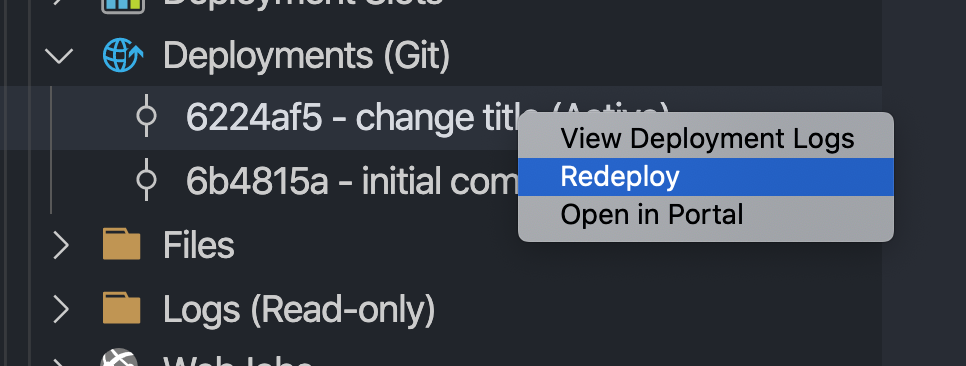 Deployment Slots
Deployments (Git)
6224af5 - change title (Active)
View Deployment Logs
Redeploy
6b4815a - initial com
Open in Portal
Files
Logs (Read-only)
WebJobs